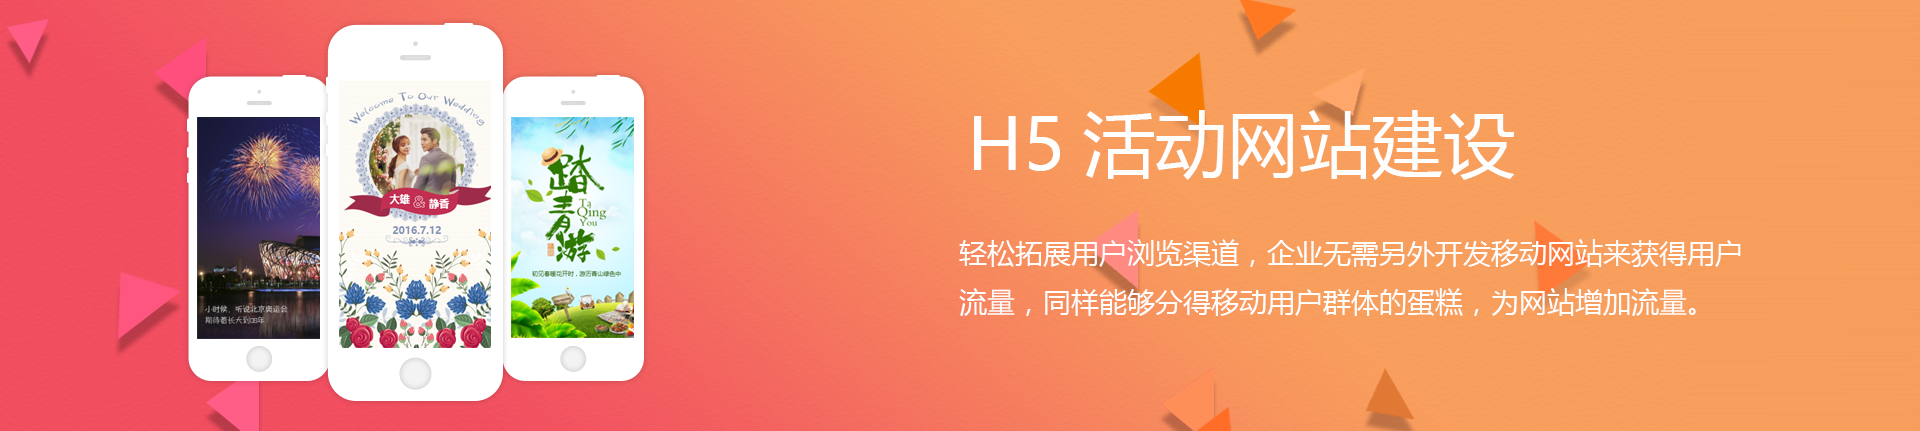 H5 活动网站建设
轻松拓展用户浏览渠道，企业无需另外开发移动网站来获得用户
流量，同样能够分得移动用户群体的蛋糕，为网站增加流量。
小时候，听说北京奥运会
期待着长大到08年
Welcome To Our Wedding
大雄 & 静香
2016.7.12
踏青游
Ta
Qing
You
初见春暖花开时，游历青山绿色中